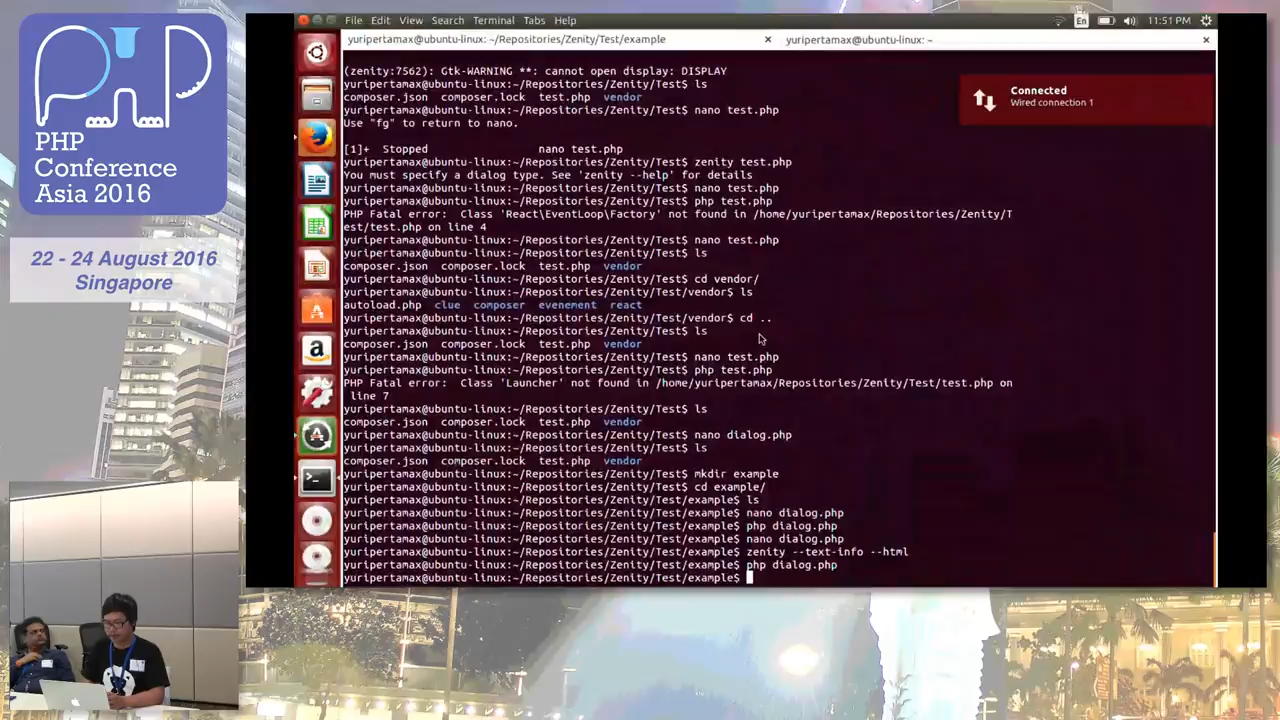 PHP
Conference
Asia 2016
22 - 24 August 2016
Singapore
File Edit View Search Terminal Tabs Help
En
11:51 PM
yuripertamax@ubuntu-linux: ~/Repositories/Zenity/Test/example
yuripertamax@ubuntu-linux: ~
Connected
Wired connection 1
(zenity:7562): Gtk-WARNING **: cannot open display: DISPLAY
yuripertamax@ubuntu-linux:~/Repositories/Zenity/Test$ ls
composer.json composer.lock test.php vendor
yuripertamax@ubuntu-linux:~/Repositories/Zenity/Test$ nano test.php
Use "fg" to return to nano.
[1]+ Stopped nano test.php
yuripertamax@ubuntu-linux:~/Repositories/Zenity/Test$ zenity test.php
You must specify a dialog type. See 'zenity --help' for details
yuripertamax@ubuntu-linux:~/Repositories/Zenity/Test$ nano test.php
yuripertamax@ubuntu-linux:~/Repositories/Zenity/Test$ php test.php
PHP Fatal error: Class 'React\EventLoop\Factory' not found in /home/yuripertamax/Repositories/Zenity/T
est/test.php on line 4
yuripertamax@ubuntu-linux:~/Repositories/Zenity/Test$ nano test.php
yuripertamax@ubuntu-linux:~/Repositories/Zenity/Test$ ls
composer.json composer.lock test.php vendor
yuripertamax@ubuntu-linux:~/Repositories/Zenity/Test$ cd vendor/
yuripertamax@ubuntu-linux:~/Repositories/Zenity/Test/vendor$ ls
autoload.php clue composer evenement react
yuripertamax@ubuntu-linux:~/Repositories/Zenity/Test/vendor$ cd ..
yuripertamax@ubuntu-linux:~/Repositories/Zenity/Test$ ls
composer.json composer.lock test.php vendor
yuripertamax@ubuntu-linux:~/Repositories/Zenity/Test$ nano test.php
yuripertamax@ubuntu-linux:~/Repositories/Zenity/Test$ php test.php
PHP Fatal error: Class 'Launcher' not found in /home/yuripertamax/Repositories/Zenity/Test/test.php on
line 7
yuripertamax@ubuntu-linux:~/Repositories/Zenity/Test$ ls
composer.json composer.lock test.php vendor
yuripertamax@ubuntu-linux:~/Repositories/Zenity/Test$ nano dialog.php
yuripertamax@ubuntu-linux:~/Repositories/Zenity/Test$ ls
composer.json composer.lock test.php vendor
yuripertamax@ubuntu-linux:~/Repositories/Zenity/Test$ mkdir example
yuripertamax@ubuntu-linux:~/Repositories/Zenity/Test$ cd example/
yuripertamax@ubuntu-linux:~/Repositories/Zenity/Test/example$ ls
yuripertamax@ubuntu-linux:~/Repositories/Zenity/Test/example$ nano dialog.php
yuripertamax@ubuntu-linux:~/Repositories/Zenity/Test/example$ php dialog.php
yuripertamax@ubuntu-linux:~/Repositories/Zenity/Test/example$ nano dialog.php
yuripertamax@ubuntu-linux:~/Repositories/Zenity/Test/example$ zenity --text-info --html
yuripertamax@ubuntu-linux:~/Repositories/Zenity/Test/example$ php dialog.php
yuripertamax@ubuntu-linux:~/Repositories/Zenity/Test/example$